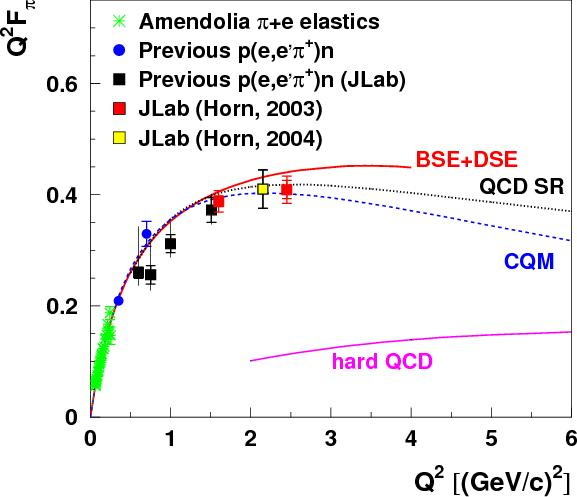 Q²Fπ
Amendolia π+e elastics
Previous p(e,e’π⁺)n
Previous p(e,e’π⁺)n (JLab)
JLab (Horn, 2003)
JLab (Horn, 2004)
BSE+DSE
QCD SR
CQM
hard QCD
0.6
0.4
0.2
0
0 1 2 3 4 5 6
Q² [(GeV/c)²]